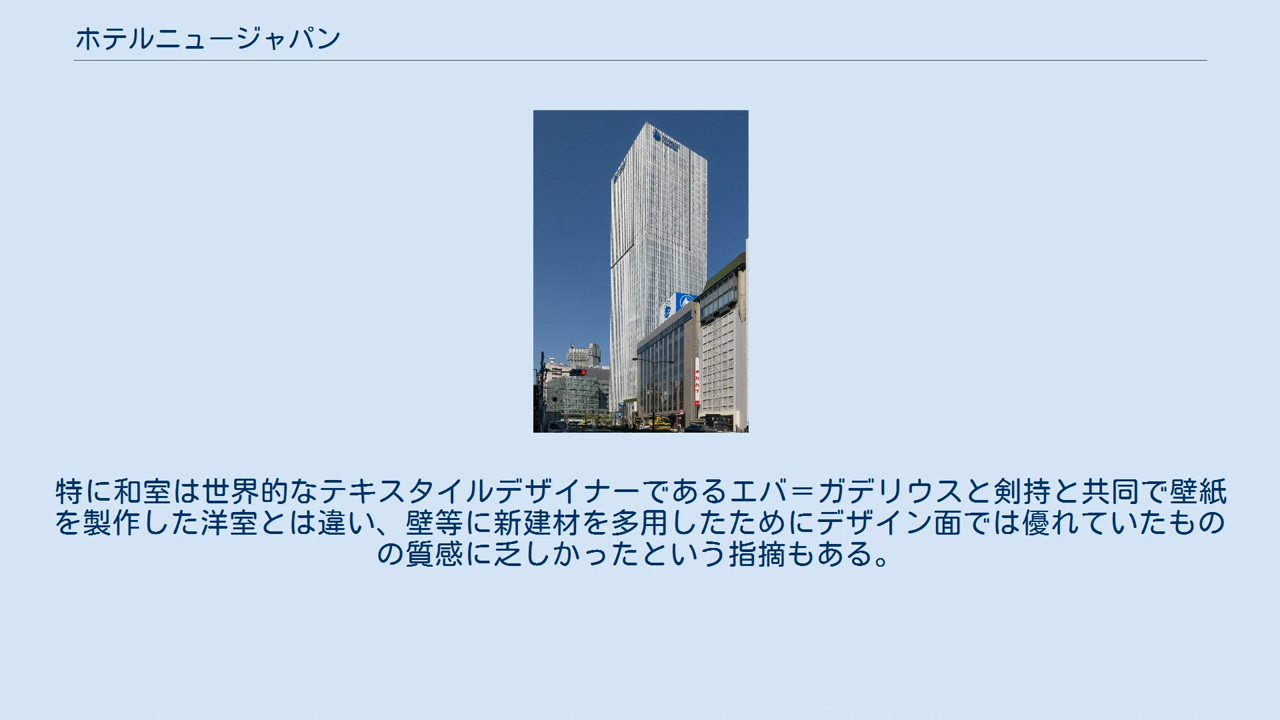 ホテルニュージャパン
特に和室は世界的なテキスタイルデザイナーであるエバ＝ガデリウスと剣持と共同で壁紙
を製作した洋室とは違い、壁等に新建材を多用したためにデザイン面では優れていたもの
の質感に乏しかったという指摘もある。